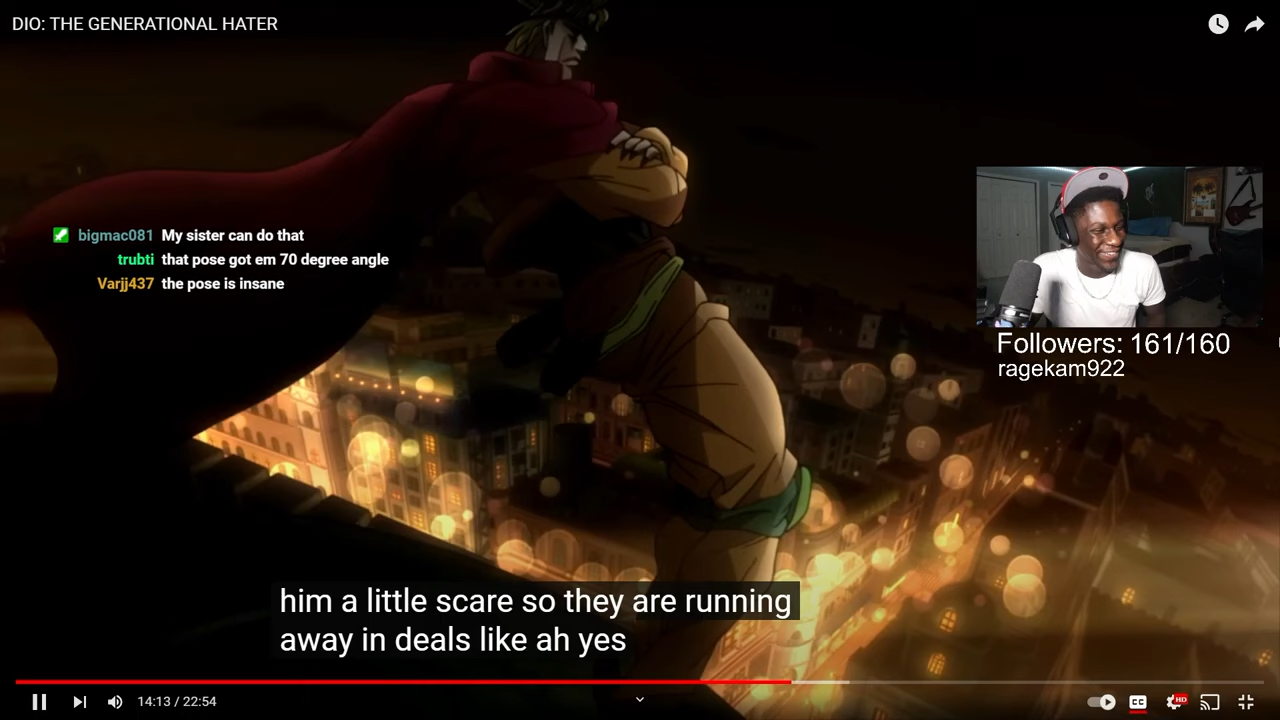 DIO: THE GENERATIONAL HATER
bigmac081 My sister can do that
trubti that pose got em 70 degree angle
Varjj437 the pose is insane
Followers: 161/160
ragekam922
him a little scare so they are running
away in deals like ah yes
14:13 / 22:54
CC
HD